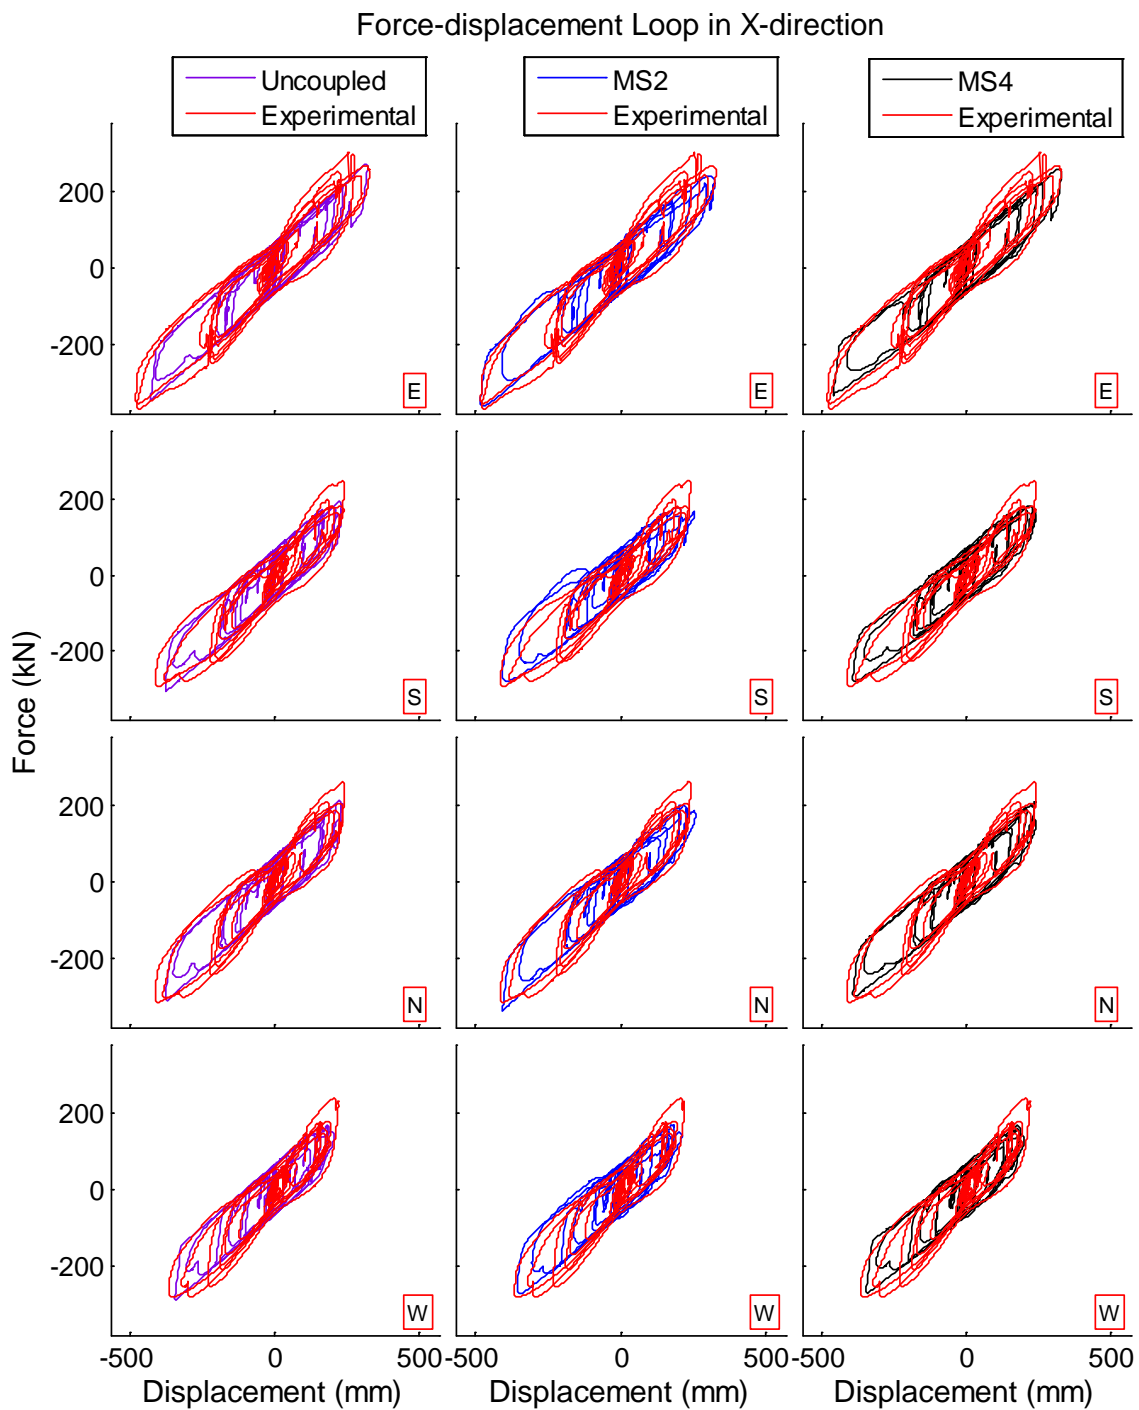 Force-displacement Loop in X-direction
Uncoupled
Experimental
MS2
Experimental
MS4
Experimental
200
0
-200
E
E
E
200
0
-200
S
S
S
Force (kN)
200
0
-200
N
N
N
200
0
-200
W
W
W
-500 0 500
-500 0
-500 0 500
Displacement (mm)
Displacement (mm)
Displacement (mm)